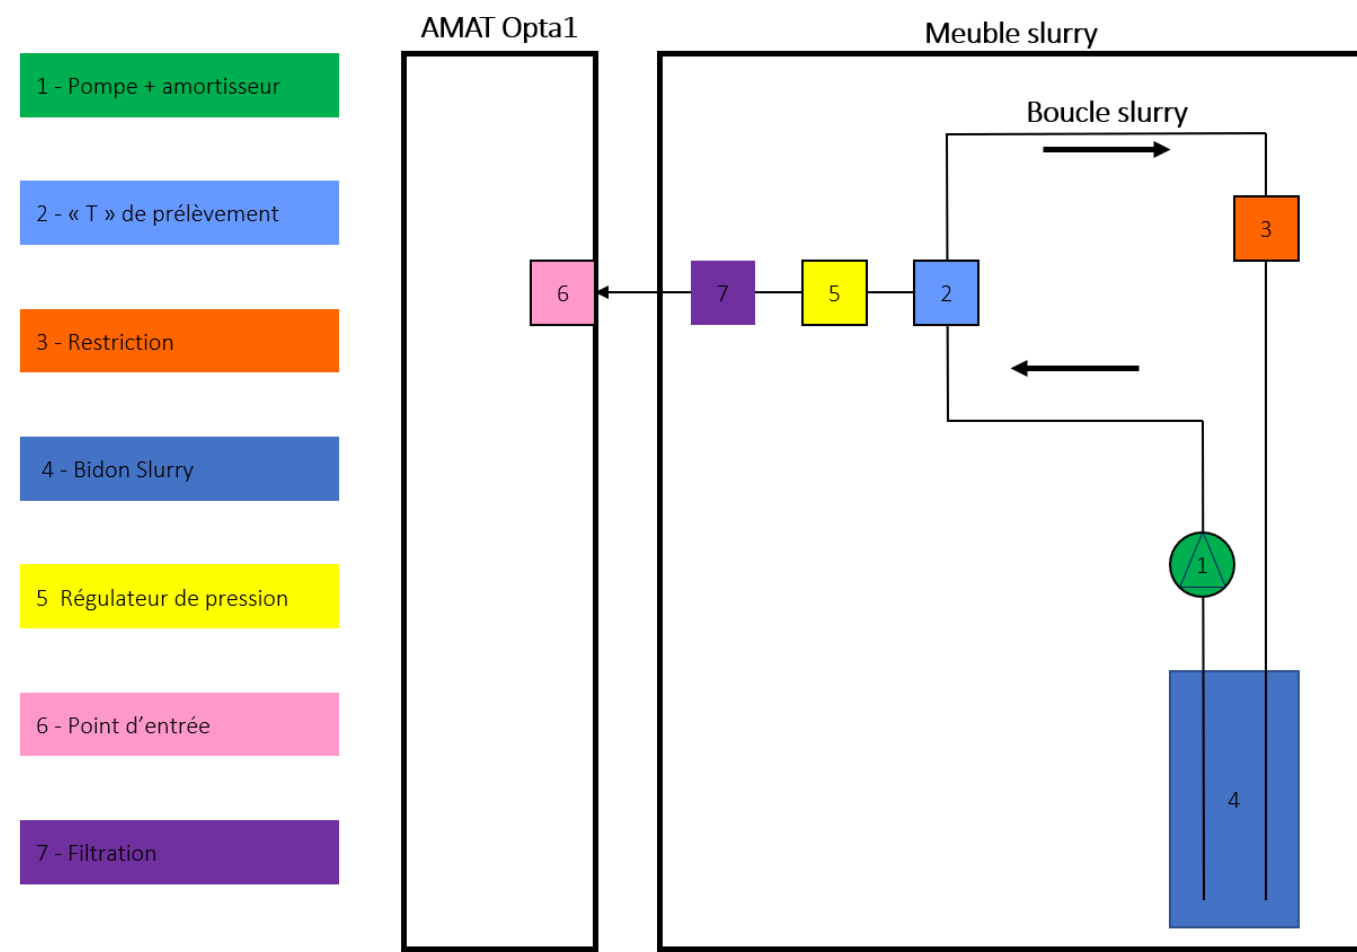 AMAT Opta1
Meuble slurry
1 - Pompe + amortisseur
2 - « T » de prélèvement
3 - Restriction
4 - Bidon Slurry
5 Régulateur de pression
6 - Point d’entrée
7 - Filtration
Boucle slurry
3
6
7
5
2
1
4